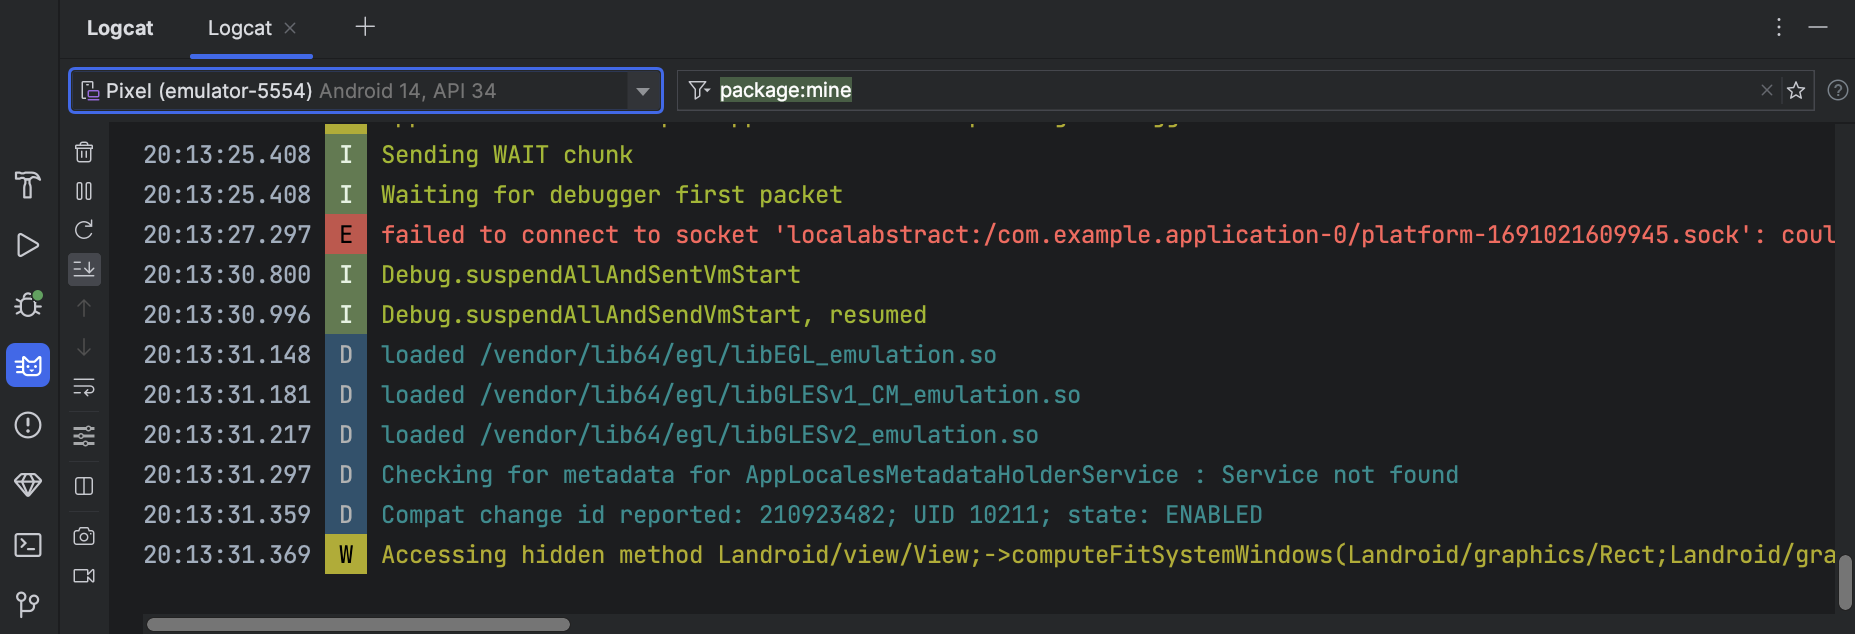 Logcat Logcat
Pixel (emulator-5554) Android 14, API 34 package:mine
20:13:25.408 I Sending WAIT chunk
20:13:25.408 I Waiting for debugger first packet
20:13:27.297 E failed to connect to socket 'localabstract:/com.example.application-0/platform-1691021609945.sock': coul
20:13:30.800 I Debug.suspendAllAndSentVmStart
20:13:30.996 I Debug.suspendAllAndSendVmStart, resumed
20:13:31.148 D loaded /vendor/lib64/egl/libEGL_emulation.so
20:13:31.181 D loaded /vendor/lib64/egl/libGLESv1_CM_emulation.so
20:13:31.217 D loaded /vendor/lib64/egl/libGLESv2_emulation.so
20:13:31.297 D Checking for metadata for AppLocalesMetadataHolderService : Service not found
20:13:31.359 D Compat change id reported: 210923482; UID 10211; state: ENABLED
20:13:31.369 W Accessing hidden method Landroid/view/View;->computeFitSystemWindows(Landroid/graphics/Rect;Landroid/gra